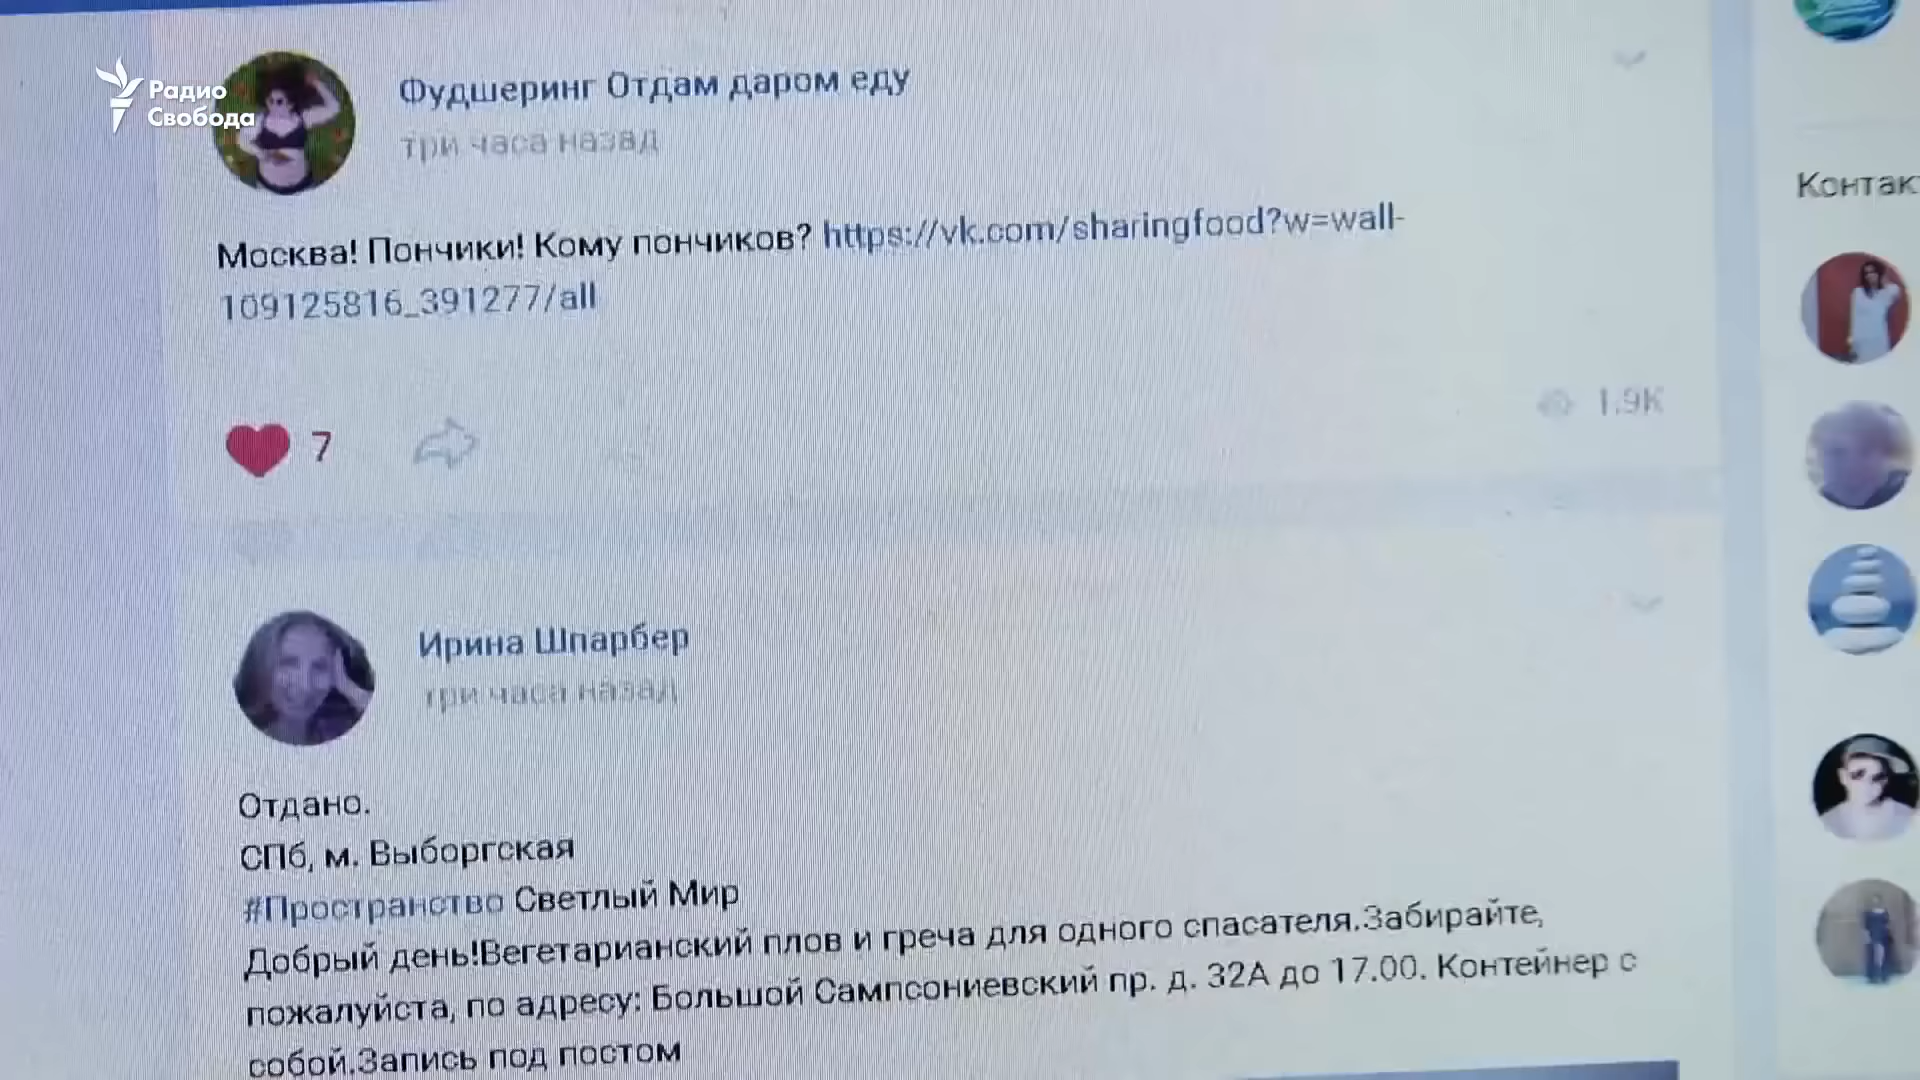 Радио
Свобода
Фудшеринг Отдам даром еду
три часа назад
Контак
Москва! Пончики! Кому пончиков? https://vk.com/sharingfood?w=wall-
109125816_391277/all
1.9K
7
Ирина Шпарбер
три часа назад
Отдано.
СПб, м. Выборгская
#Пространство Светлый Мир
Добрый день!Вегетарианский плов и греча для одного спасателя.Забирайте,
пожалуйста, по адресу: Большой Сампсониевский пр. д. 32А до 17.00. Контейнер с
собой.Запись под постом